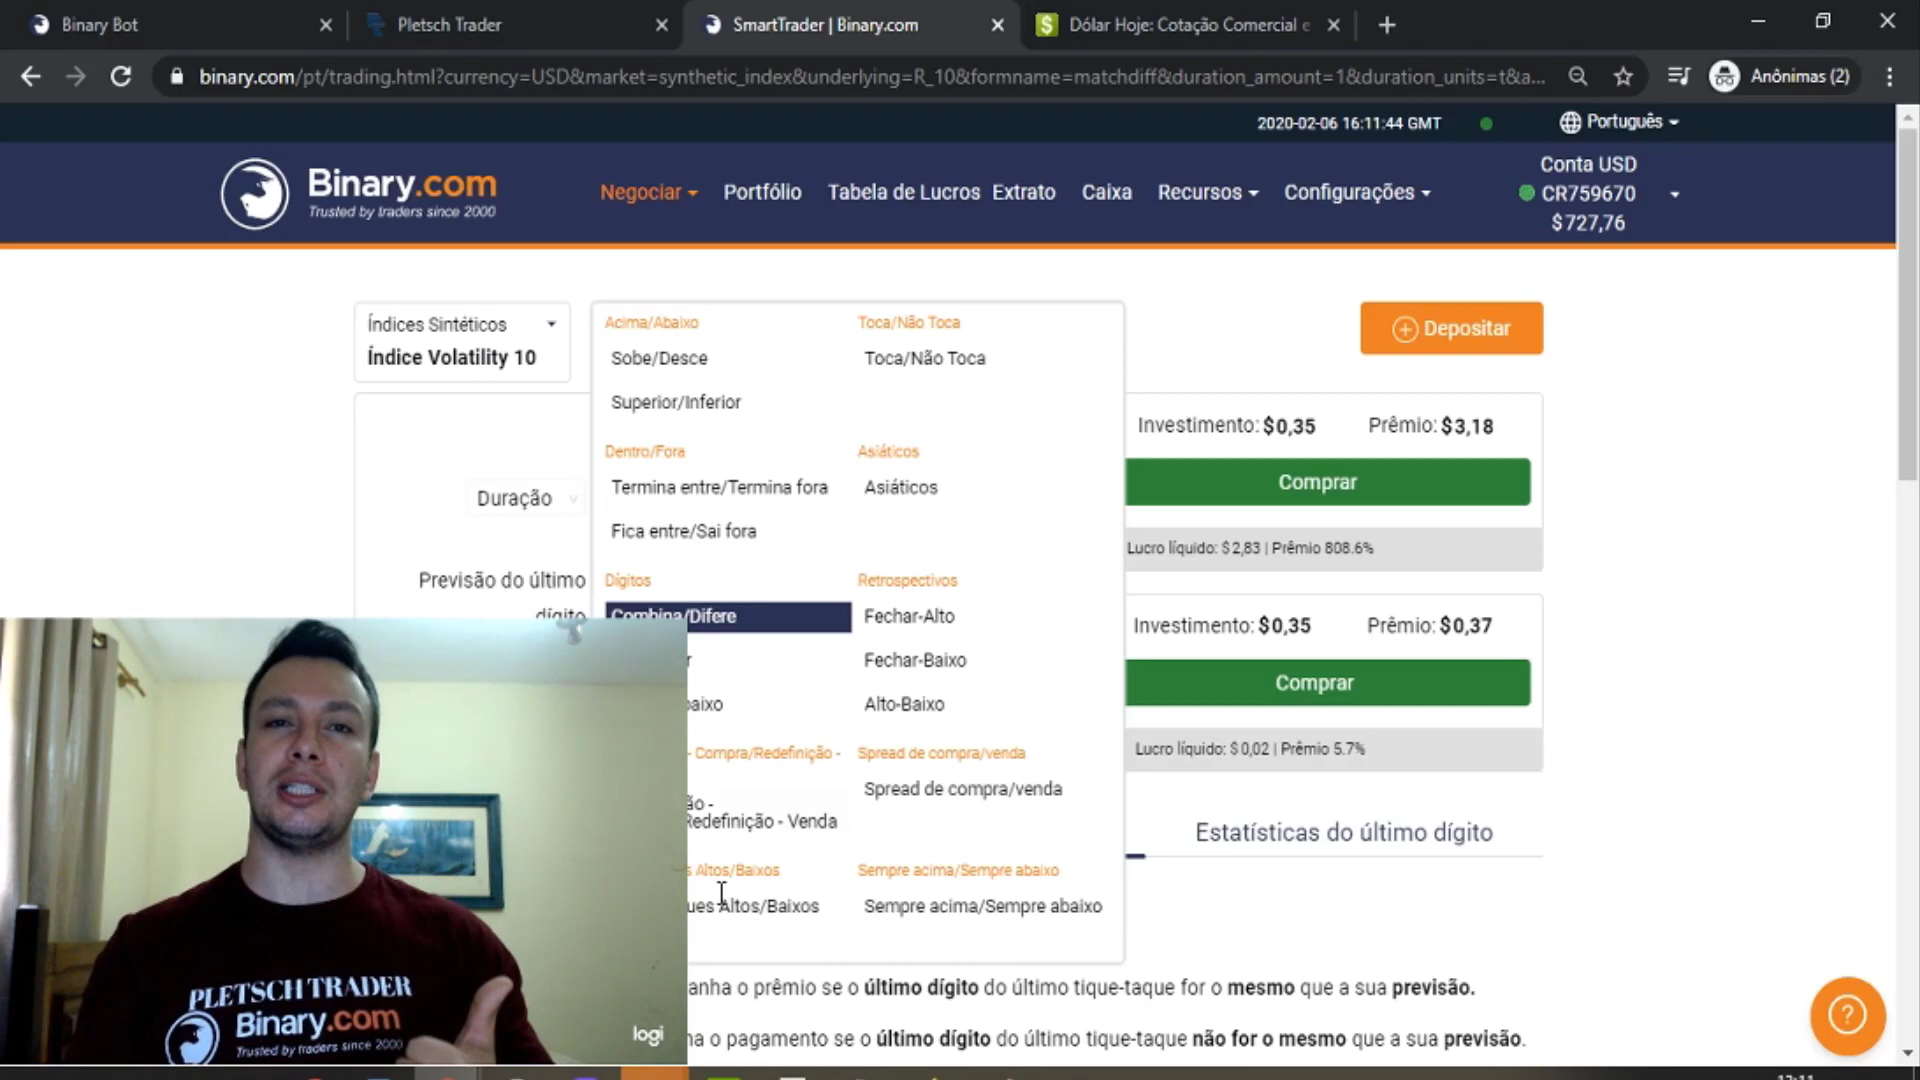 Binary Bot
Pletsch Trader
SmartTrader | Binary.com
Dólar Hoje: Cotação Comercial e
binary.com/pt/trading.html?currency=USD&market=synthetic_index&underlying=R_10&formname=matchdiff&duration_amount=1&duration_units=t&a...
Anônimas (2)
2020-02-06 16:11:44 GMT
Português
Binary.com
Trusted by traders since 2000
Negociar
Portfólio
Tabela de Lucros
Extrato
Caixa
Recursos
Configurações
Conta USD
CR759670
$727,76
Índices Sintéticos
Índice Volatility 10
Acima/Abaixo
Sobe/Desce
Superior/Inferior
Toca/Não Toca
Toca/Não Toca
Depositar
Dentro/Fora
Termina entre/Termina fora
Fica entre/Sai fora
Asiáticos
Asiáticos
Investimento: $0,35
Prêmio: $3,18
Comprar
Lucro líquido: $2,83 | Prêmio 808.6%
Duração
Previsão do último
dígito
Dígitos
Combina/Difere
r
baixo
Retrospectivos
Fechar-Alto
Fechar-Baixo
Alto-Baixo
Investimento: $0,35
Prêmio: $0,37
Comprar
Lucro líquido: $0,02 | Prêmio 5.7%
- Compra/Redefinição -
ão -
Redefinição - Venda
Spread de compra/venda
Spread de compra/venda
Estatísticas do último dígito
s Altos/Baixos
ues Altos/Baixos
Sempre acima/Sempre abaixo
Sempre acima/Sempre abaixo
anha o prêmio se o último dígito do último tique-taque for o mesmo que a sua previsão.
na o pagamento se o último dígito do último tique-taque não for o mesmo que a sua previsão.
PLETSCH TRADER
Binary.com
Trusted by traders since 2000
logi